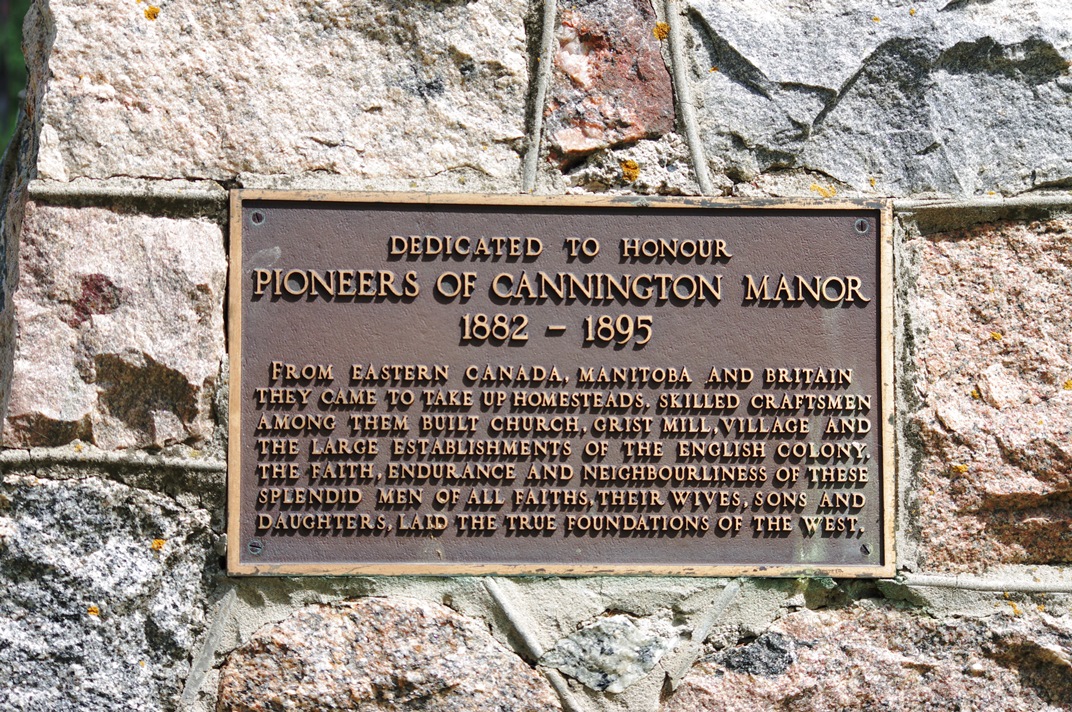 DEDICATED TO HONOUR
PIONEERS OF CANNINGTON MANOR
1882 – 1895
FROM EASTERN CANADA, MANITOBA AND BRITAIN
THEY CAME TO TAKE UP HOMESTEADS. SKILLED CRAFTSMEN
AMONG THEM BUILT CHURCH, GRIST MILL, VILLAGE AND
THE LARGE ESTABLISHMENTS OF THE ENGLISH COLONY.
THE FAITH, ENDURANCE AND NEIGHBOURLINESS OF THESE
SPLENDID MEN OF ALL FAITHS, THEIR WIVES, SONS AND
DAUGHTERS, LAID THE TRUE FOUNDATIONS OF THE WEST.